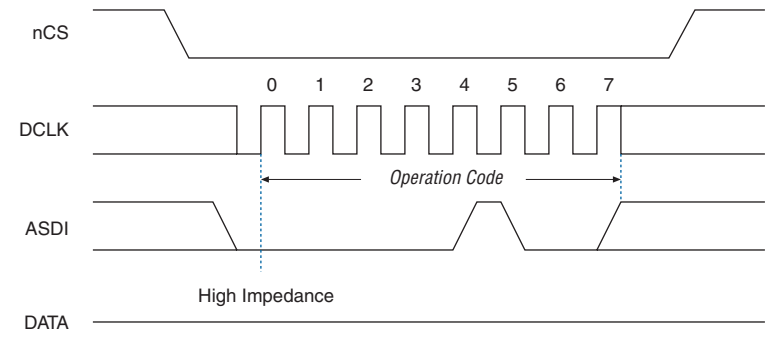 nCS
0 1 2 3 4 5 6 7
DCLK
Operation Code
ASDI
High Impedance
DATA